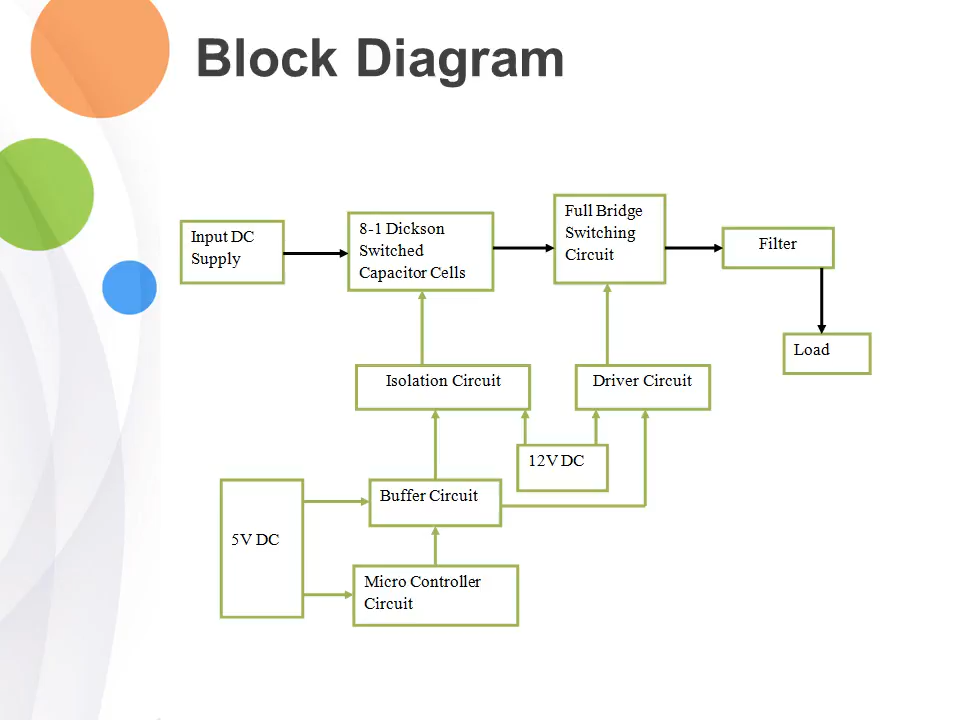 Block Diagram
Input DC
Supply
8-1 Dickson
Switched
Capacitor Cells
Full Bridge
Switching
Circuit
Filter
Load
Isolation Circuit
Driver Circuit
12V DC
Buffer Circuit
5V DC
Micro Controller
Circuit